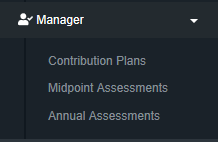 Manager
Contribution Plans
Midpoint Assessments
Annual Assessments